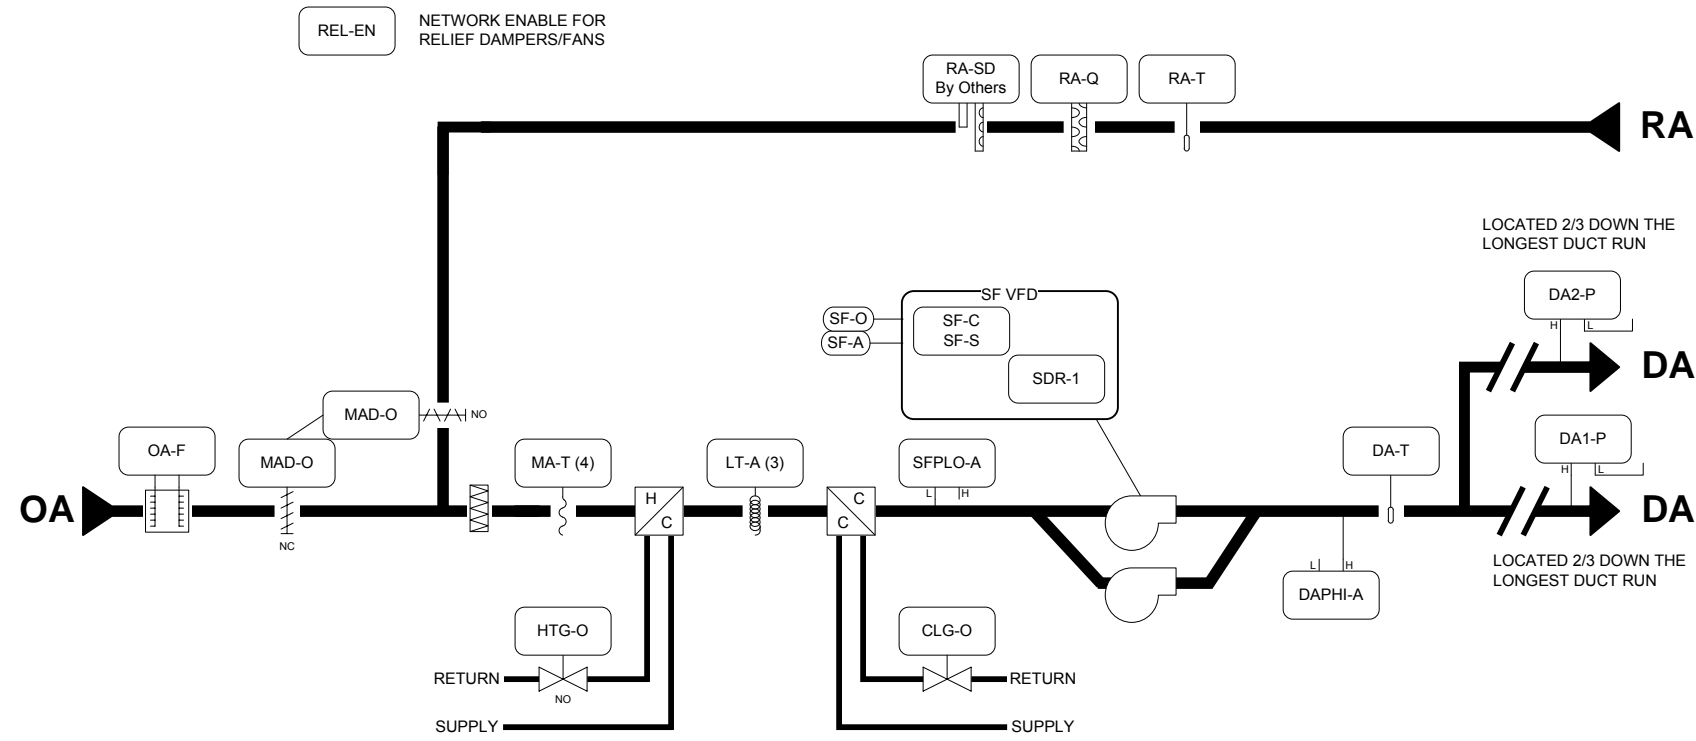 REL-EN
NETWORK ENABLE FOR
RELIEF DAMPERS/FANS
RA-SD
By Others
RA-Q
RA-T
RA
LOCATED 2/3 DOWN THE
LONGEST DUCT RUN
DA2-P
H
L
SF VFD
SF-O
SF-A
SF-C
SF-S
SDR-1
DA
MAD-O
NO
OA-F
MAD-O
MA-T (4)
LT-A (3)
SFPLO-A
L
H
DA-T
DA1-P
H
L
OA
NC
H
C
C
C
DA
LOCATED 2/3 DOWN THE
LONGEST DUCT RUN
L
H
DAPHI-A
HTG-O
CLG-O
RETURN
NO
RETURN
SUPPLY
SUPPLY